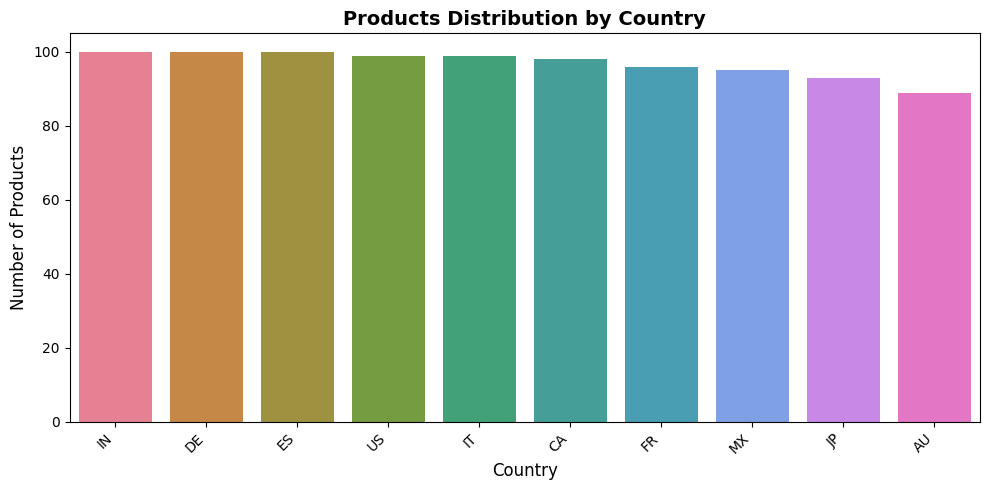 Products Distribution by Country
Number of Products
100
80
60
40
20
0
IN DE ES US IT CA FR MX JP AU
Country